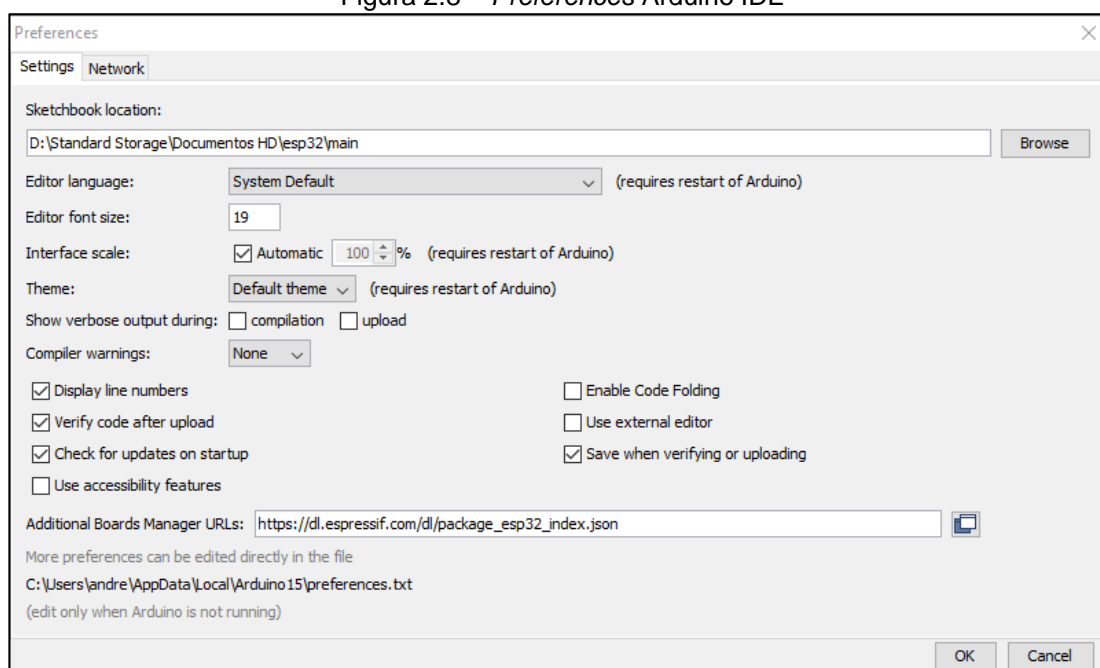 Preferences Arduino IDE
Preferences
Settings Network
Sketchbook location:
D:\Standard Storage\Documentos HD\esp32\main Browse
Editor language: System Default (requires restart of Arduino)
Editor font size: 19
Interface scale: Automatic 100 % (requires restart of Arduino)
Theme: Default theme (requires restart of Arduino)
Show verbose output during: compilation upload
Compiler warnings: None
Display line numbers Enable Code Folding
Verify code after upload Use external editor
Check for updates on startup Save when verifying or uploading
Use accessibility features
Additional Boards Manager URLs: https://dl.espressif.com/dl/package_esp32_index.json
More preferences can be edited directly in the file
C:\Users\andre\AppData\Local\Arduino15\preferences.txt
(edit only when Arduino is not running)
OK Cancel